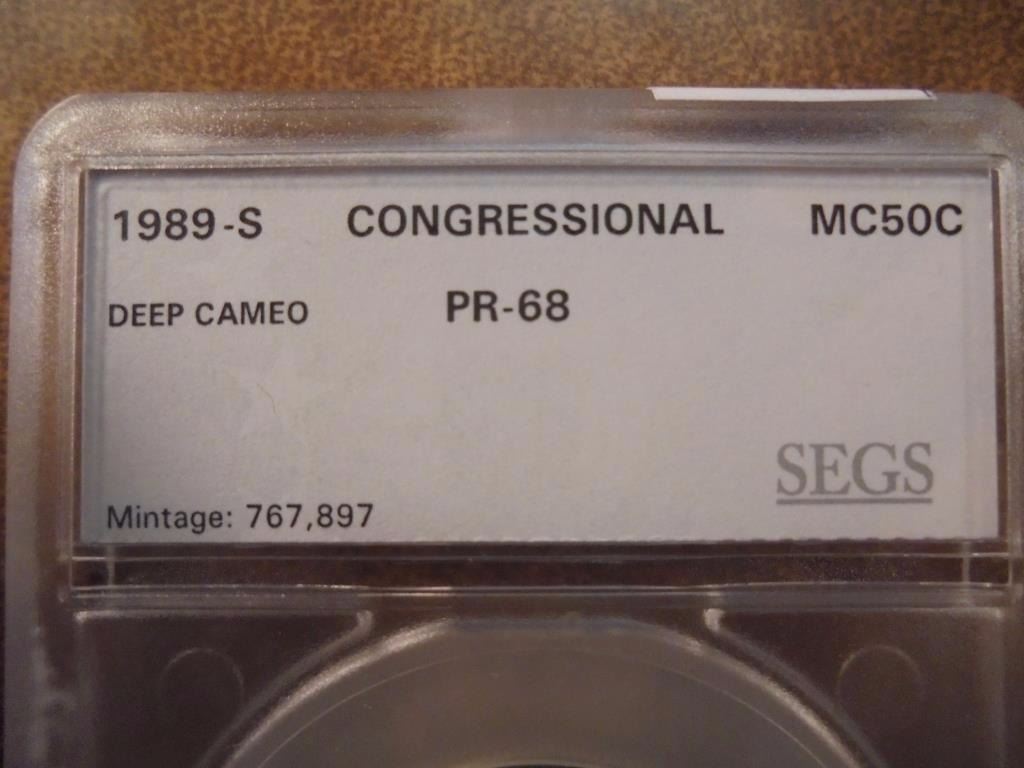 1989-S CONGRESSIONAL MC50C
DEEP CAMEO PR-68
SEGS
Mintage: 767,897